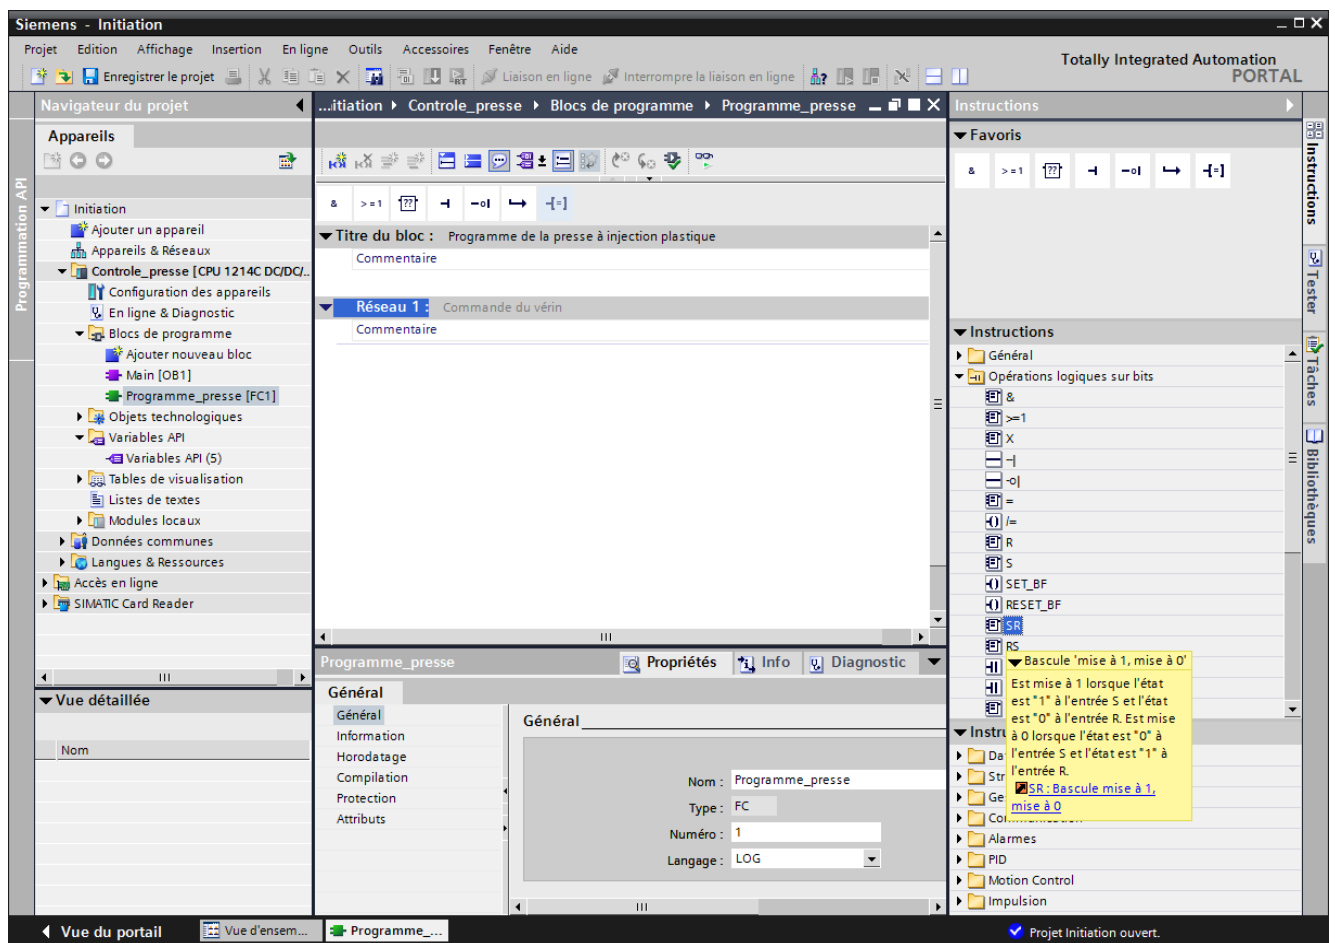 Siemens - Initiation
Projet Edition Affichage Insertion En ligne Outils Accessoires Fenêtre Aide
Totally Integrated Automation
PORTAL
Enregistrer le projet Liaison en ligne Interrompre la liaison en ligne
Navigateur du projet
Appareils
Programmation API
Initiation
Ajouter un appareil
Appareils & Réseaux
Controle_presse [CPU 1214C DC/DC/...
Configuration des appareils
En ligne & Diagnostic
Blocs de programme
Ajouter nouveau bloc
Main [OB1]
Programme_presse [FC1]
Objets technologiques
Variables API
Variables API (5)
Tables de visualisation
Listes de textes
Modules locaux
Données communes
Langues & Ressources
Accès en ligne
SIMATIC Card Reader
Vue détaillée
Nom
...itiation Controle_presse Blocs de programme Programme_presse
& >=1 ?? -o| -[=]
Titre du bloc : Programme de la presse à injection plastique
Commentaire
Réseau 1 : Commande du vérin
Commentaire
Programme_presse Propriétés Info Diagnostic
Général
Général
Information
Horodatage
Compilation
Protection
Attributs
Général
Nom : Programme_presse
Type : FC
Numéro : 1
Langage : LOG
Instructions
Favoris
& >=1 ?? -o| -[=]
Instructions
Général
Opérations logiques sur bits
&
>=1
X
-|
-o|
=
/=
R
S
SET_BF
RESET_BF
SR
RS
Bascule 'mise à 1, mise à 0'
Est mise à 1 lorsque l'état
est "1" à l'entrée S et l'état
est "0" à l'entrée R. Est mise
à 0 lorsque l'état est "0" à
l'entrée S et l'état est "1" à
l'entrée R.
SR : Bascule mise à 1,
mise à 0
Instru
Da
Str
Ge
Alarmes
PID
Motion Control
Impulsion
Instructions
Tester
Tâches
Bibliothèques
Vue du portail Vue d'ensem... Programme_... Projet Initiation ouvert.